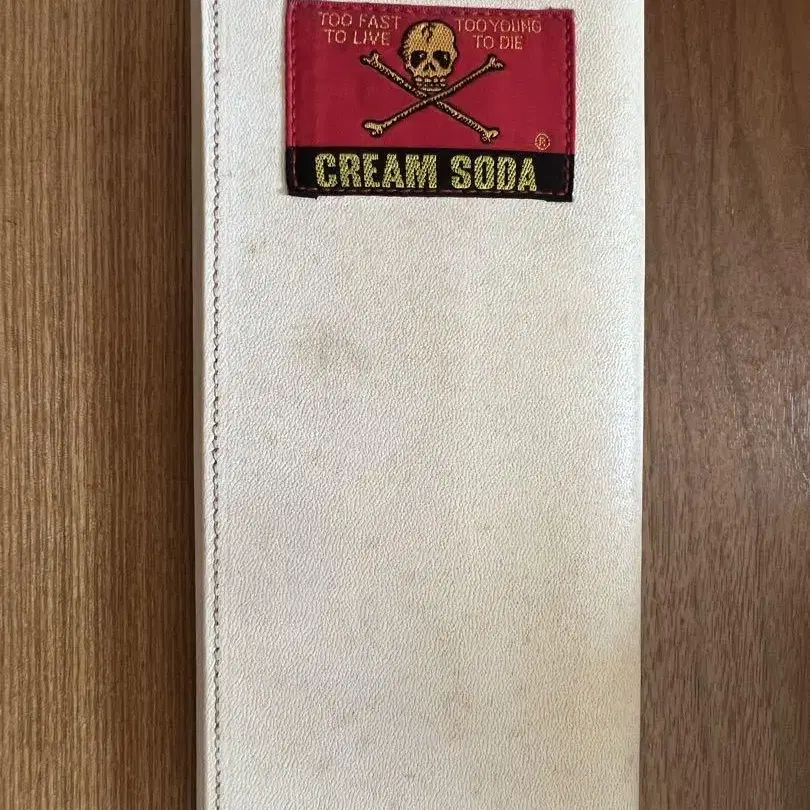 TOO FAST TOO YOUNG
TO LIVE TO DIE
®
CREAM SODA